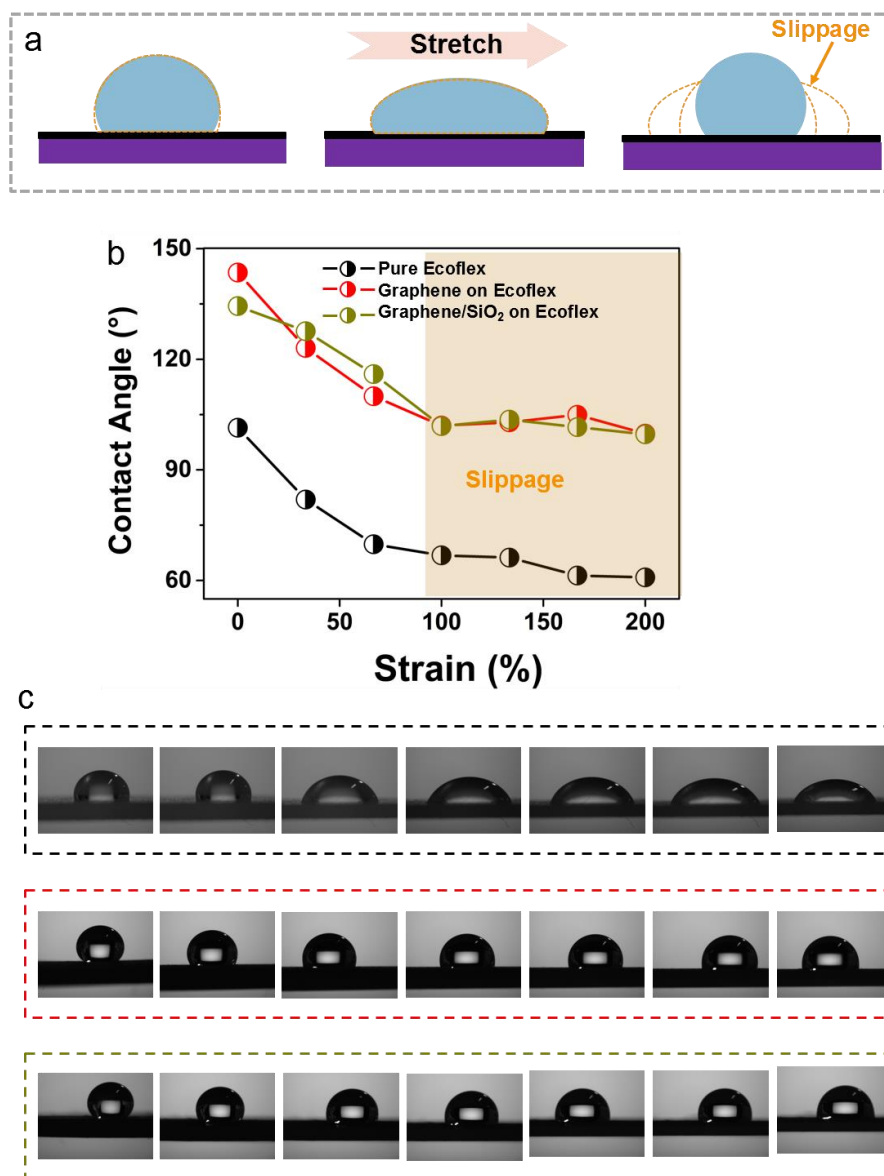 a
Stretch
Slippage
b
150
120
90
60
Contact Angle (°)
Pure Ecoflex
Graphene on Ecoflex
Graphene/SiO₂ on Ecoflex
Slippage
0 50 100 150 200
Strain (%)
c